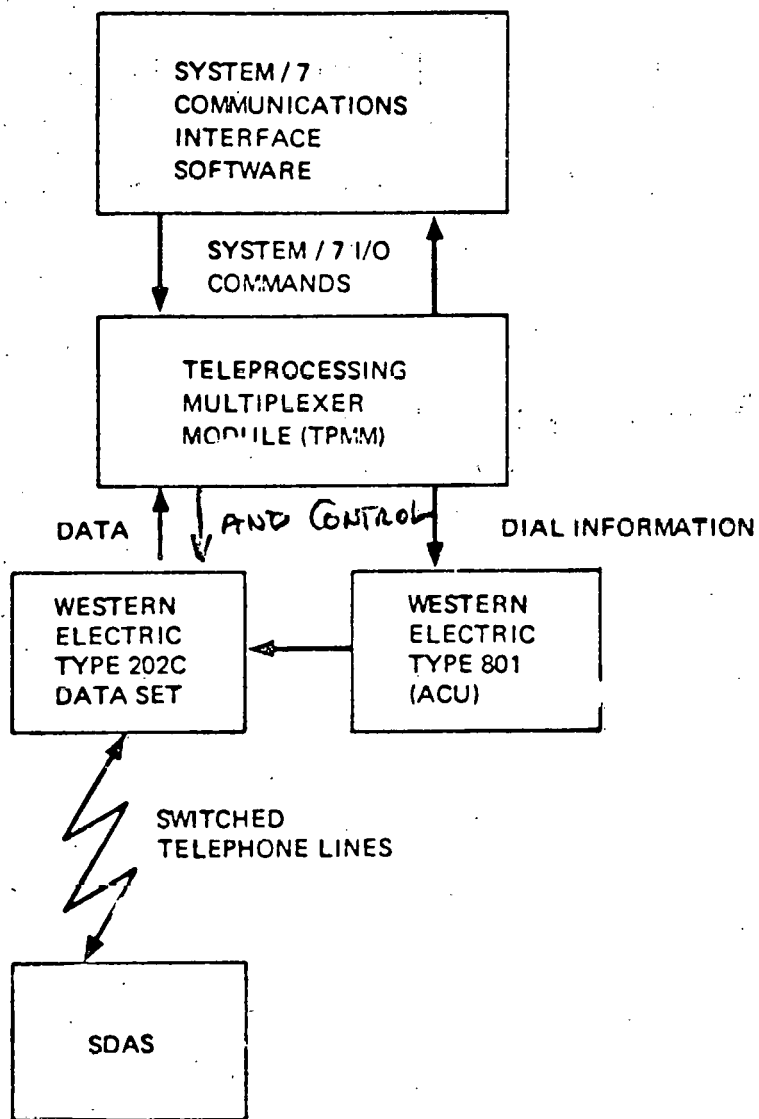 SYSTEM / 7
COMMUNICATIONS
INTERFACE
SOFTWARE
SYSTEM / 7 I/O
COMMANDS
TELEPROCESSING
MULTIPLEXER
MODULE (TPMM)
DATA
AND CONTROL
DIAL INFORMATION
WESTERN
ELECTRIC
TYPE 202C
DATA SET
WESTERN
ELECTRIC
TYPE 801
(ACU)
SWITCHED
TELEPHONE LINES
SDAS